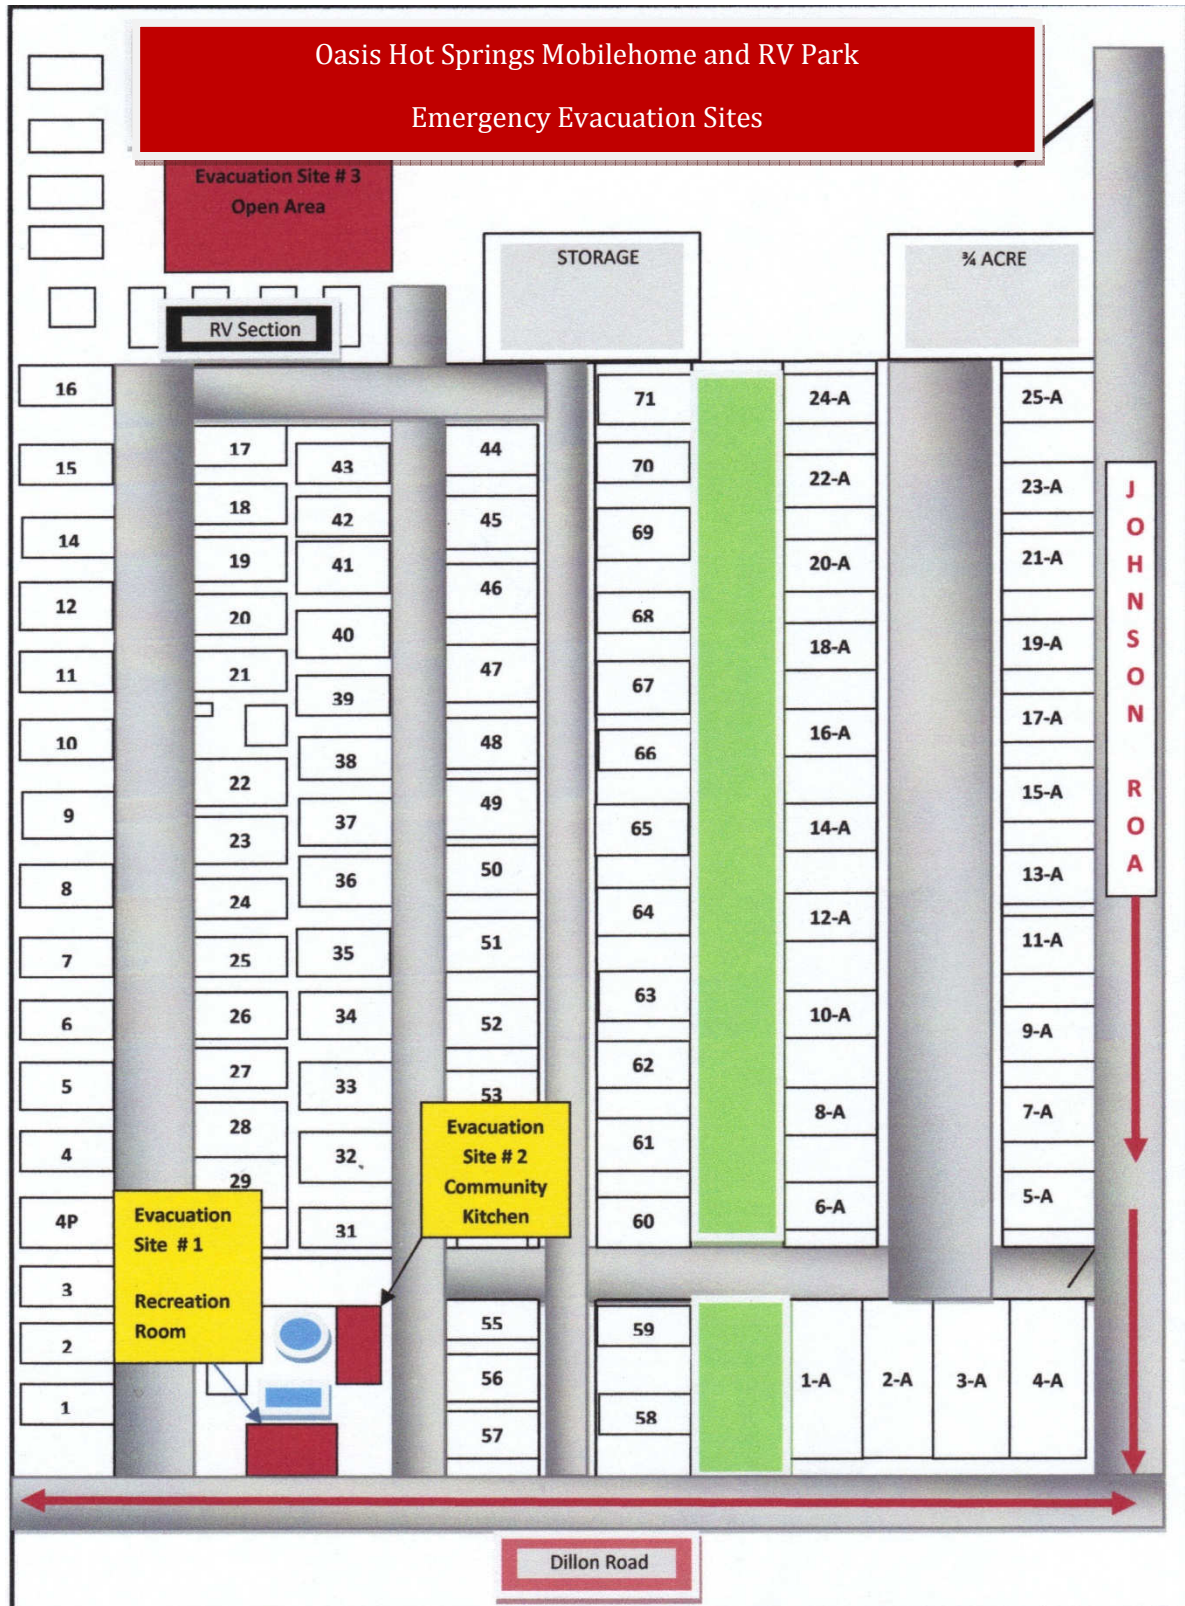 Oasis Hot Springs Mobilehome and RV Park
Emergency Evacuation Sites
Evacuation Site # 3
Open Area
STORAGE
¾ ACRE
RV Section
16
15
14
12
11
10
9
8
7
6
5
4
4P
3
2
1
17
18
19
20
21
22
23
24
25
26
27
28
29
43
42
41
40
39
38
37
36
35
34
33
32
31
44
45
46
47
48
49
50
51
52
53
55
56
57
71
70
69
68
67
66
65
64
63
62
61
60
59
58
24-A
22-A
20-A
18-A
16-A
14-A
12-A
10-A
8-A
6-A
25-A
23-A
21-A
19-A
17-A
15-A
13-A
11-A
9-A
7-A
5-A
1-A
2-A
3-A
4-A
J
O
H
N
S
O
N
R
O
A
Evacuation
Site # 2
Community
Kitchen
Evacuation
Site # 1
Recreation
Room
Dillon Road